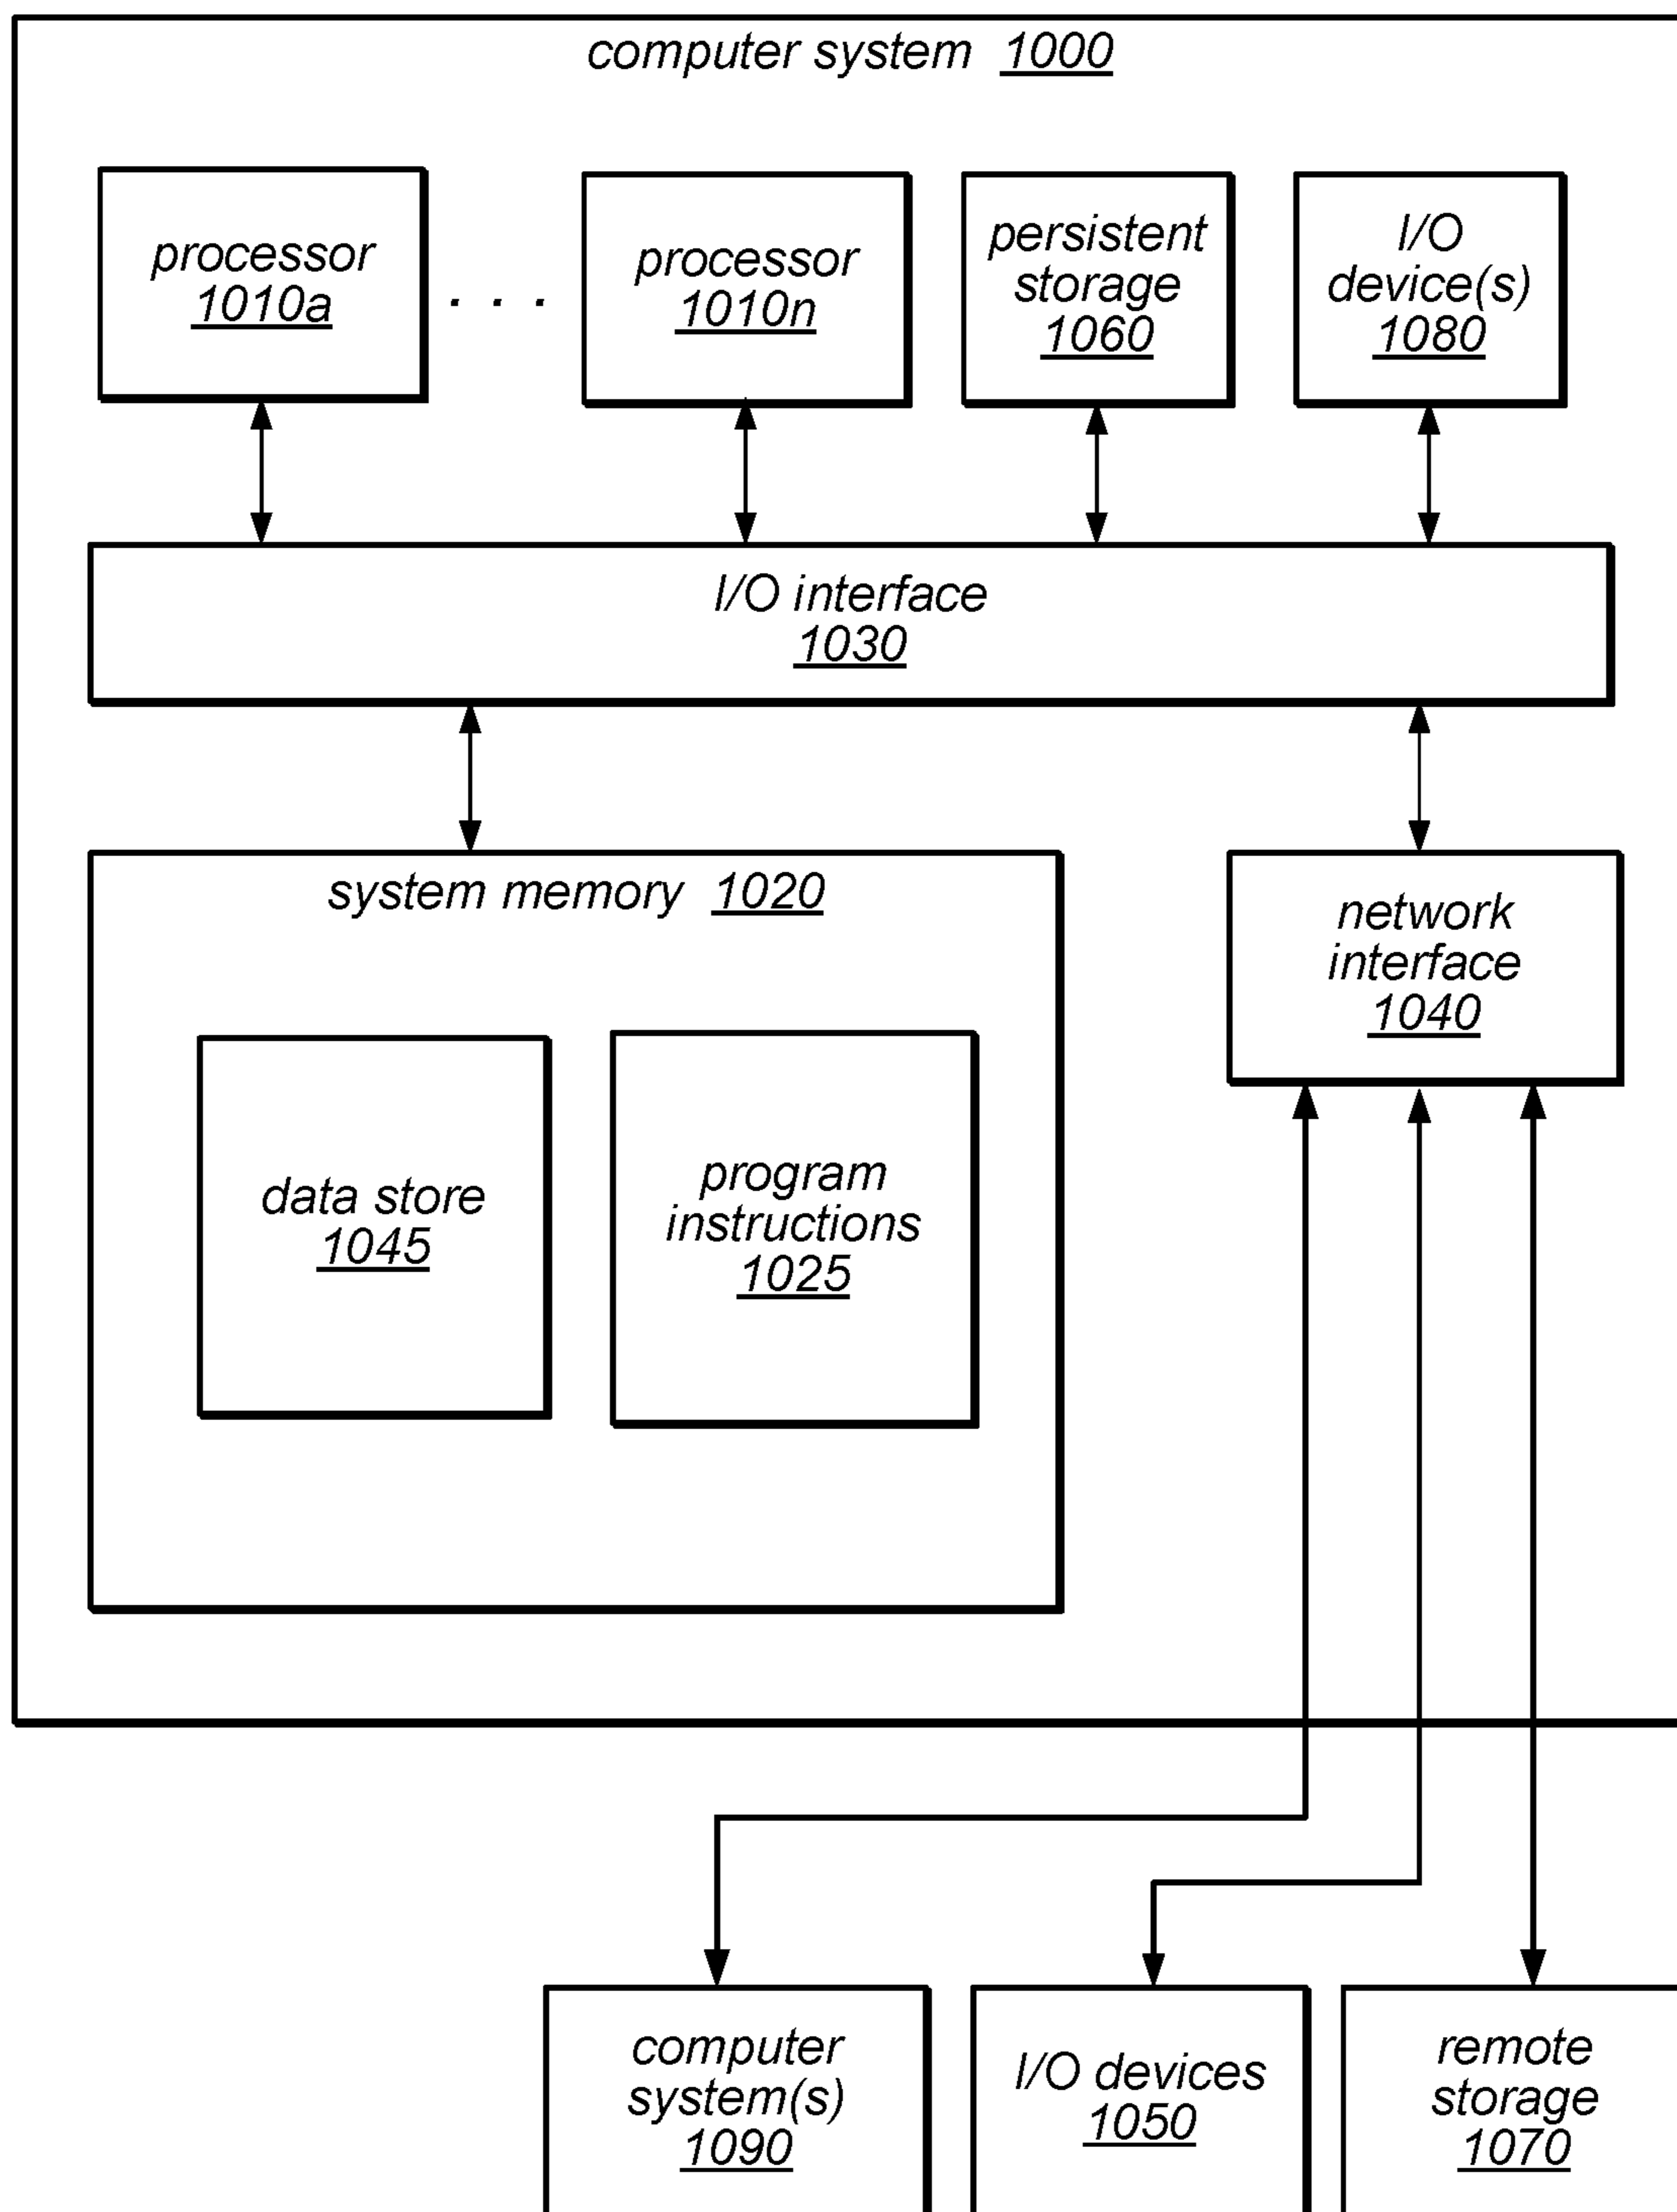 computer system 1000
processor
1010a
. . .
processor
1010n
persistent
storage
1060
I/O
device(s)
1080
I/O interface
1030
system memory 1020
network
interface
1040
data store
1045
program
instructions
1025
computer
system(s)
1090
I/O devices
1050
remote
storage
1070